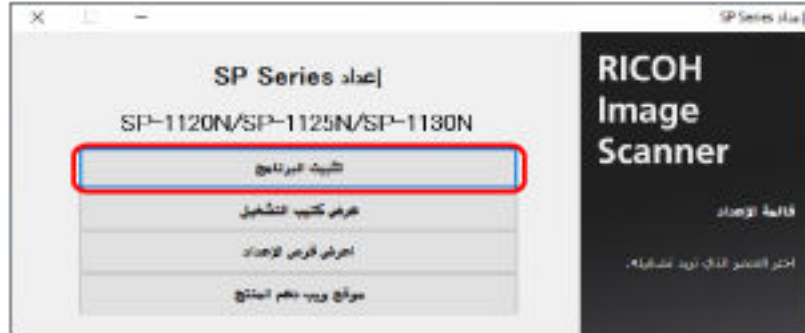 إعداد SP Series
إعداد SP Series
SP-1120N/SP-1125N/SP-1130N
تثبيت البرنامج
عرض كتيب التشغيل
اعرض قرص الإعداد
موقع ويب دعم المنتج
RICOH
Image
Scanner
قائمة الإعداد
اختر العنصر الذي تريد تشغيله.